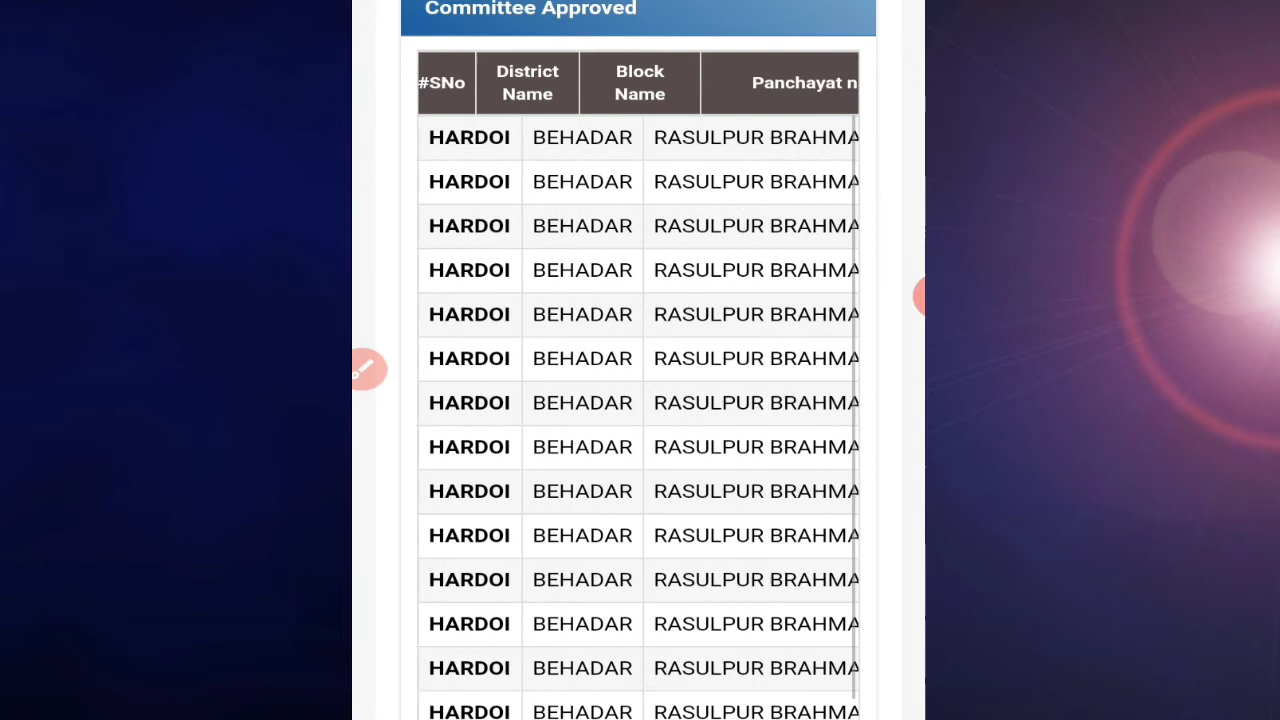 Committee Approved
#SNo District Name Block Name Panchayat n
HARDOI BEHADAR RASULPUR BRAHMA
HARDOI BEHADAR RASULPUR BRAHMA
HARDOI BEHADAR RASULPUR BRAHMA
HARDOI BEHADAR RASULPUR BRAHMA
HARDOI BEHADAR RASULPUR BRAHMA
HARDOI BEHADAR RASULPUR BRAHMA
HARDOI BEHADAR RASULPUR BRAHMA
HARDOI BEHADAR RASULPUR BRAHMA
HARDOI BEHADAR RASULPUR BRAHMA
HARDOI BEHADAR RASULPUR BRAHMA
HARDOI BEHADAR RASULPUR BRAHMA
HARDOI BEHADAR RASULPUR BRAHMA
HARDOI BEHADAR RASULPUR BRAHMA
HARDOI BEHADAR RASULPUR BRAHMA